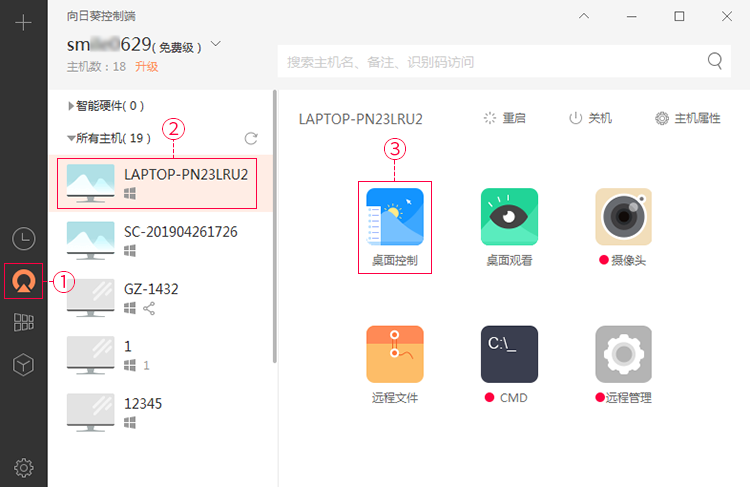 向日葵控制端
sm 629 ( 免费级 )
主机数：18 升级
搜索主机名、备注、识别码访问
智能硬件( 0 )
②
所有主机( 19 )
LAPTOP-PN23LRU2
SC-201904261726
①
GZ-1432
1
1
12345
LAPTOP-PN23LRU2
重启
关机
主机属性
③
桌面控制
桌面观看
摄像头
C:\_
远程文件
CMD
远程管理